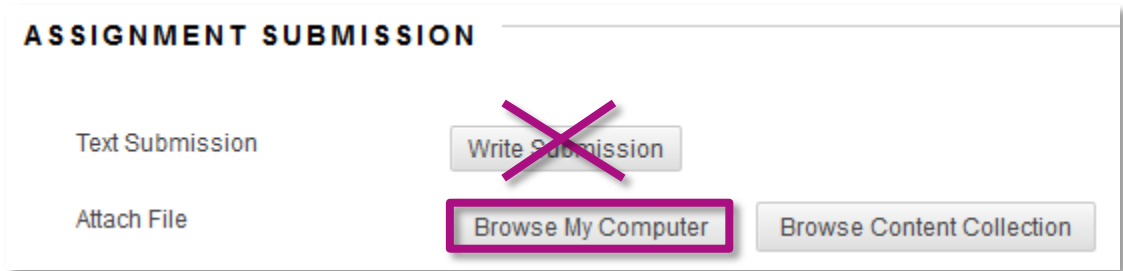 ASSIGNMENT SUBMISSION
Text Submission Write Submission
Attach File Browse My Computer Browse Content Collection